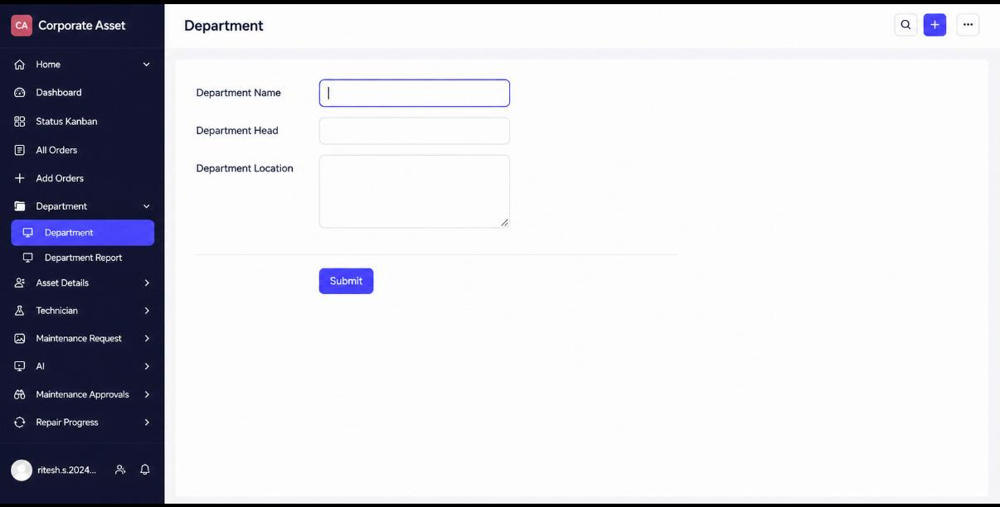 CA Corporate Asset
Home
Dashboard
Status Kanban
All Orders
Add Orders
Department
Department
Department Report
Asset Details
Technician
Maintenance Request
AI
Maintenance Approvals
Repair Progress
ritesh.s.2024...
Department
Department Name
Department Head
Department Location
Submit